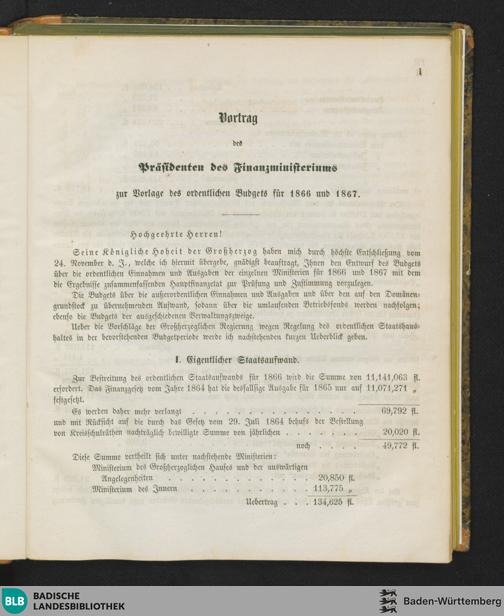 1
Vortrag
des
Präsidenten des Finanzministeriums
zur Vorlage des ordentlichen Budgets für 1866 und 1867.
Hochgeehrte Herren!
Seine Königliche Hoheit der Großherzog haben mich durch höchste Entschließung vom
24. November d. J., welche ich hiermit übergebe, gnädigst beauftragt, Ihnen den Entwurf des Budgets
über die ordentlichen Einnahmen und Ausgaben der einzelnen Ministerien für 1866 und 1867 mit dem
die Ergebnisse zusammenfassenden Hauptfinanzetat zur Prüfung und Zustimmung vorzulegen.
Die Budgets über die außerordentlichen Einnahmen und Ausgaben und über den auf den Domänen-
grundstock zu übernehmenden Aufwand, sodann über die umlaufenden Betriebsfonds werden nachfolgen;
ebenso die Budgets der ausgeschiedenen Verwaltungszweige.
Ueber die Vorschläge der Großherzoglichen Regierung wegen Regelung des ordentlichen Staatshaus-
haltes in der bevorstehenden Budgetperiode werde ich nachstehenden kurzen Ueberblick geben.
I. Eigentlicher Staatsaufwand.
Zur Bestreitung des ordentlichen Staatsaufwands für 1866 wird die Summe von 11,141,063 fl.
erfordert. Das Finanzgesetz vom Jahre 1864 hat die desfallsige Ausgabe für 1865 nur auf 11,071,271 „
festgesetzt.
Es werden daher mehr verlangt . . . . . . . . . . . . . . . 69,792 fl.
und mit Rücksicht auf die durch das Gesetz vom 29. Juli 1864 behufs der Bestellung
von Kreisschulräthen nachträglich bewilligte Summe von jährlichen . . . . . . . 20,020 fl.
noch . . . . . 49,772 fl.
Diese Summe vertheilt sich unter nachstehende Ministerien:
Ministerium des Großherzoglichen Hauses und der auswärtigen
Angelegenheiten . . . . . . . . . . . . . 20,850 fl.
Ministerium des Innern . . . . . . . . . . . 113,775 „
Uebertrag . . . 134,625 fl.
BLB
BADISCHE
LANDESBIBLIOTHEK
Baden-Württemberg